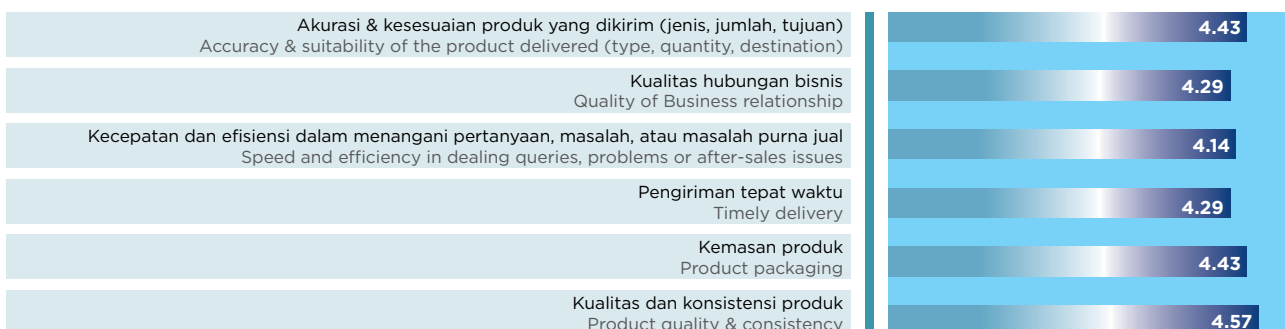 Akurasi & kesesuaian produk yang dikirim (jenis, jumlah, tujuan)
Accuracy & suitability of the product delivered (type, quantity, destination)
4.43
Kualitas hubungan bisnis
Quality of Business relationship
4.29
Kecepatan dan efisiensi dalam menangani pertanyaan, masalah, atau masalah purna jual
Speed and efficiency in dealing queries, problems or after-sales issues
4.14
Pengiriman tepat waktu
Timely delivery
4.29
Kemasan produk
Product packaging
4.43
Kualitas dan konsistensi produk
Product quality & consistency
4.57